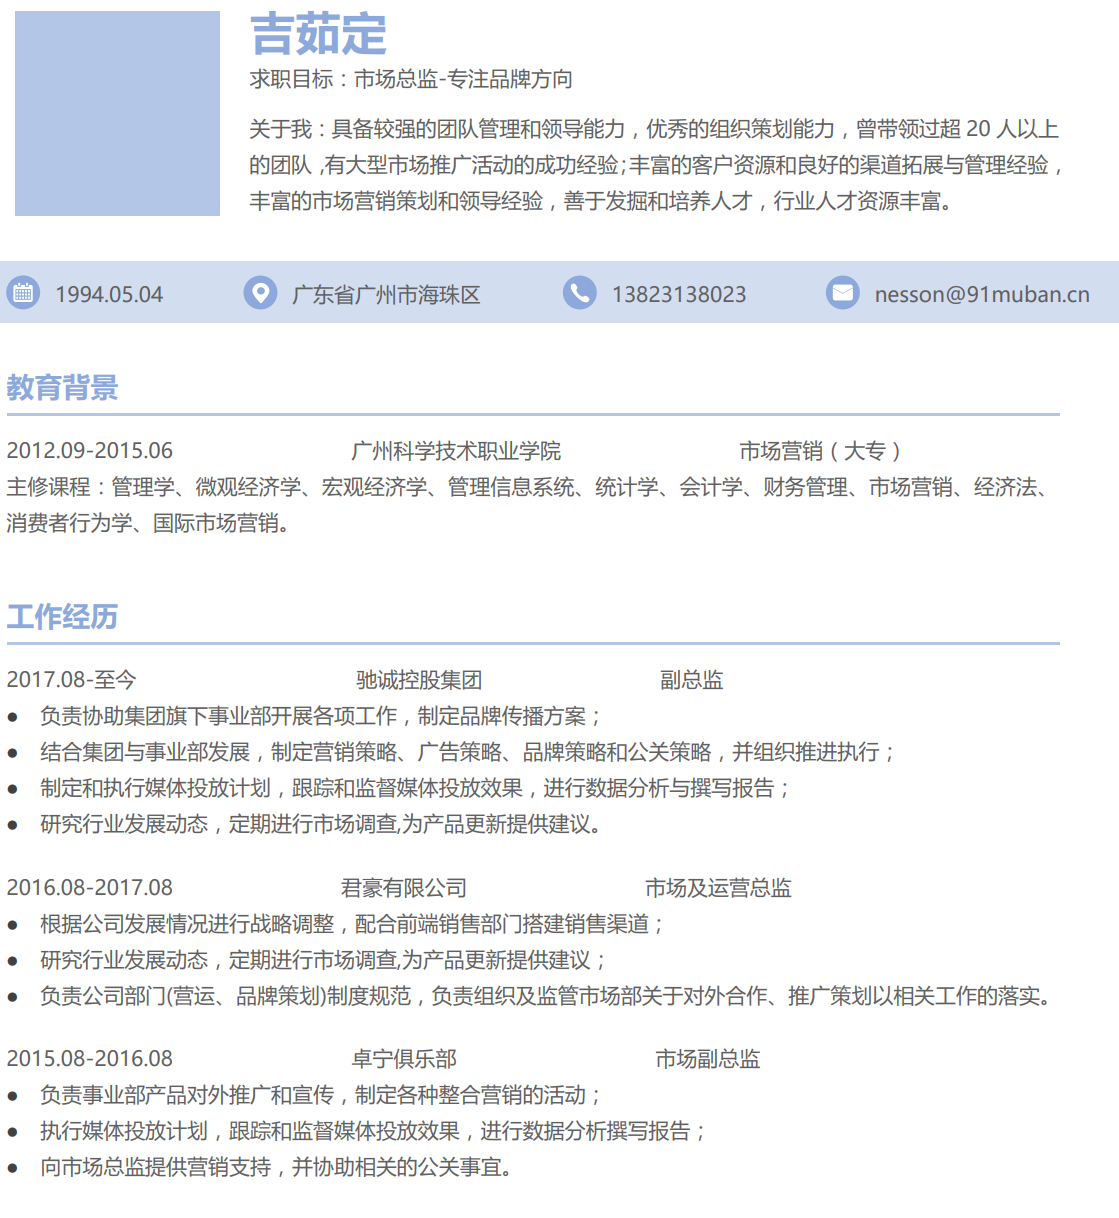 吉茹定
求职目标：市场总监-专注品牌方向
关于我：具备较强的团队管理和领导能力，优秀的组织策划能力，曾带领过超 20 人以上
的团队 ,有大型市场推广活动的成功经验;丰富的客户资源和良好的渠道拓展与管理经验，
丰富的市场营销策划和领导经验，善于发掘和培养人才，行业人才资源丰富。
1994.05.04 广东省广州市海珠区 13823138023 nesson@91muban.cn
教育背景
2012.09-2015.06 广州科学技术职业学院 市场营销（大专）
主修课程：管理学、微观经济学、宏观经济学、管理信息系统、统计学、会计学、财务管理、市场营销、经济法、
消费者行为学、国际市场营销。
工作经历
2017.08-至今 驰诚控股集团 副总监
● 负责协助集团旗下事业部开展各项工作，制定品牌传播方案；
● 结合集团与事业部发展，制定营销策略、广告策略、品牌策略和公关策略，并组织推进执行；
● 制定和执行媒体投放计划，跟踪和监督媒体投放效果，进行数据分析与撰写报告；
● 研究行业发展动态，定期进行市场调查,为产品更新提供建议。
2016.08-2017.08 君豪有限公司 市场及运营总监
● 根据公司发展情况进行战略调整，配合前端销售部门搭建销售渠道；
● 研究行业发展动态，定期进行市场调查,为产品更新提供建议；
● 负责公司部门(营运、品牌策划)制度规范，负责组织及监管市场部关于对外合作、推广策划以相关工作的落实。
2015.08-2016.08 卓宁俱乐部 市场副总监
● 负责事业部产品对外推广和宣传，制定各种整合营销的活动；
● 执行媒体投放计划，跟踪和监督媒体投放效果，进行数据分析撰写报告；
● 向市场总监提供营销支持，并协助相关的公关事宜。